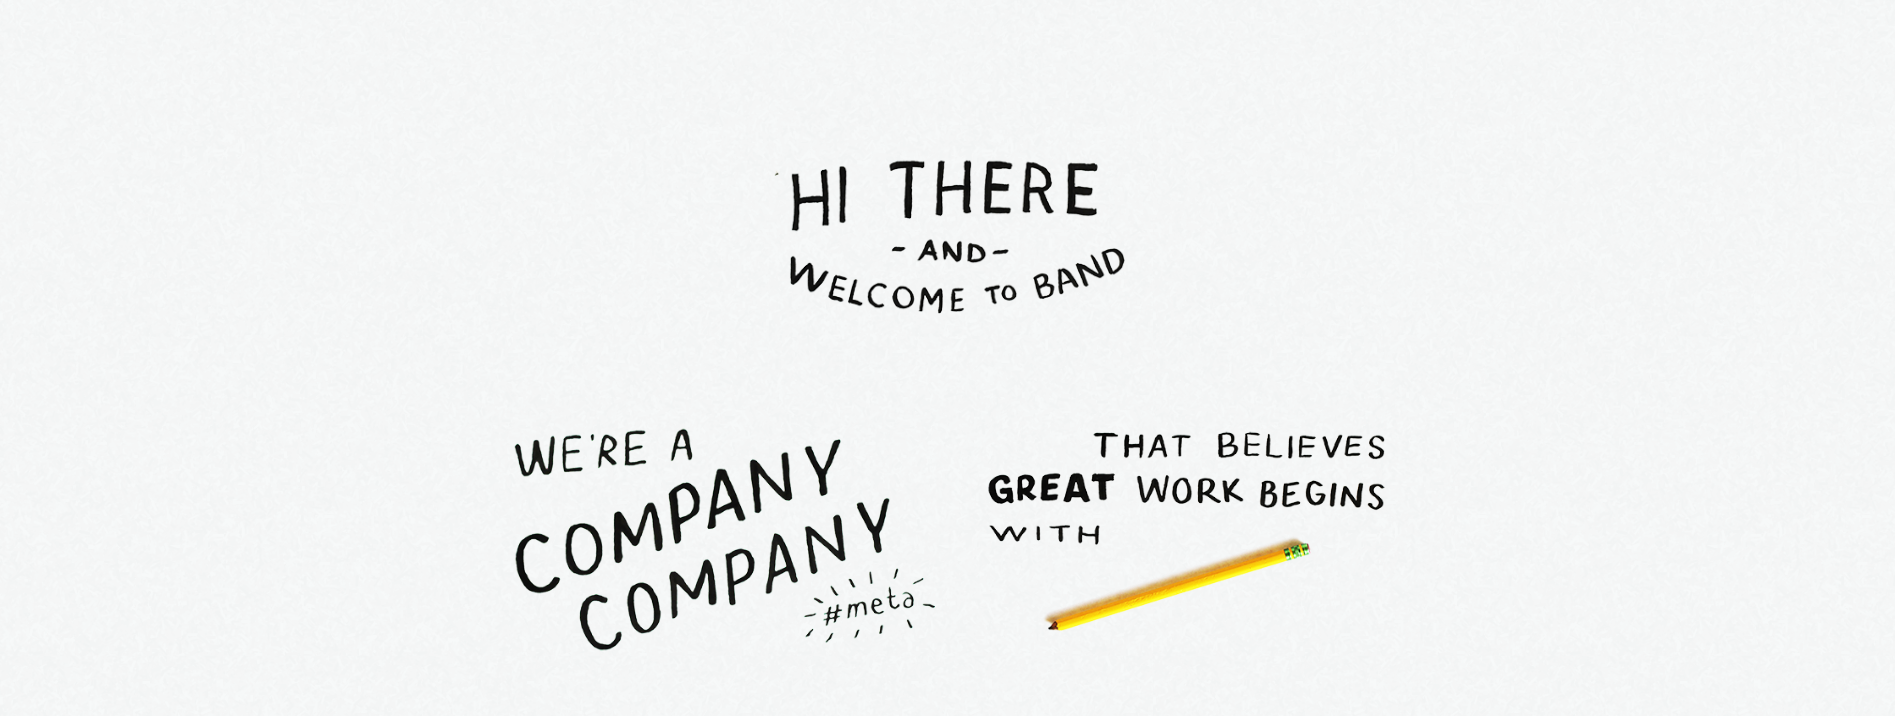 HI THERE
- AND -
WELCOME TO BAND
WE'RE A
COMPANY
COMPANY
#meta
THAT BELIEVES
GREAT WORK BEGINS
WITH